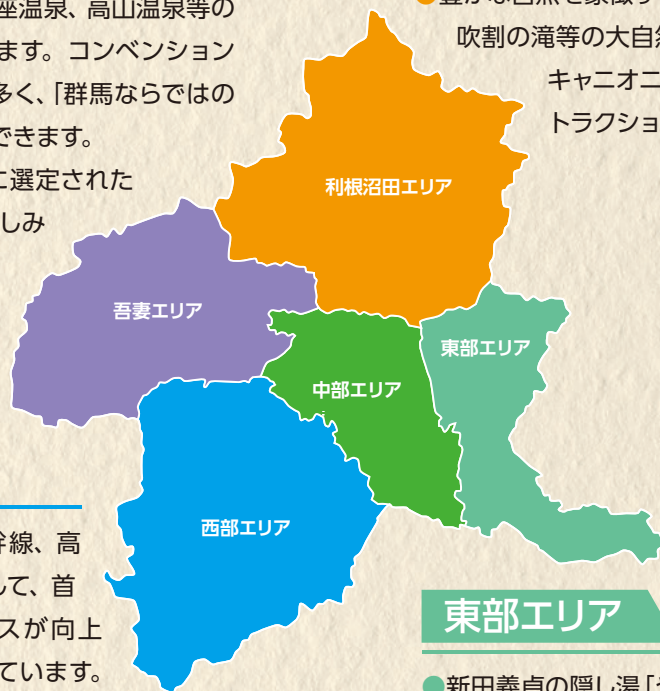 座温泉、高山温泉等の
ます。コンベンション
多く、「群馬ならではの
できます。
に選定された
しみ
吹割の滝等の大自然
キャニオニ
トラクショ
利根沼田エリア
吾妻エリア
東部エリア
中部エリア
西部エリア
幹線、高
して、首
スが向上
ています。
東部エリア
●新田義貞の隠し湯「